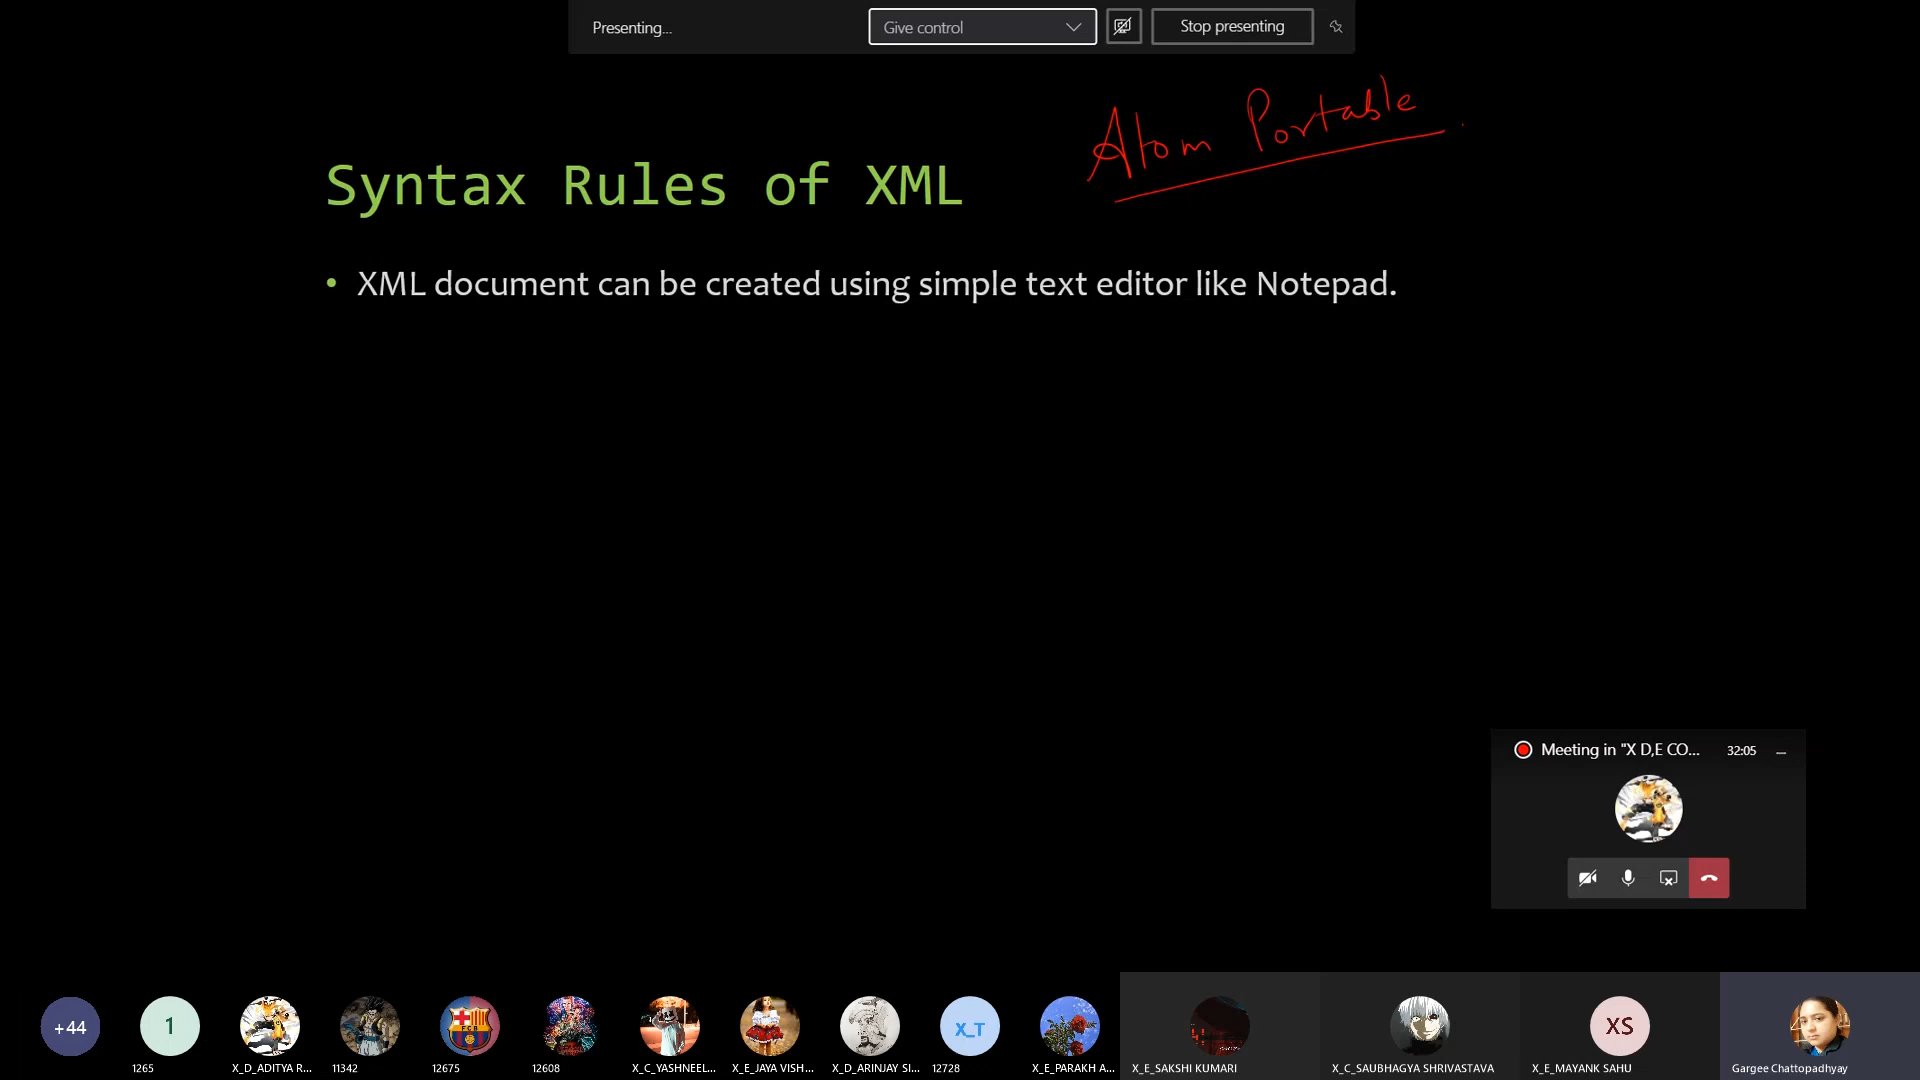 Presenting...
Give control
Stop presenting
Atom Portable
Syntax Rules of XML
• XML document can be created using simple text editor like Notepad.
Meeting in "X D,E CO... 32:05
+44
1
X_T
XS
FCB
1265
X_D_ADITYA R...
11342
12675
12608
X_C_YASHNEEL...
X_E_JAYA VISH...
X_D_ARINJAY SI...
12728
X_E_PARAKH A...
X_E_SAKSHI KUMARI
X_C_SAUBHAGYA SHRIVASTAVA
X_E_MAYANK SAHU
Gargee Chattopadhyay